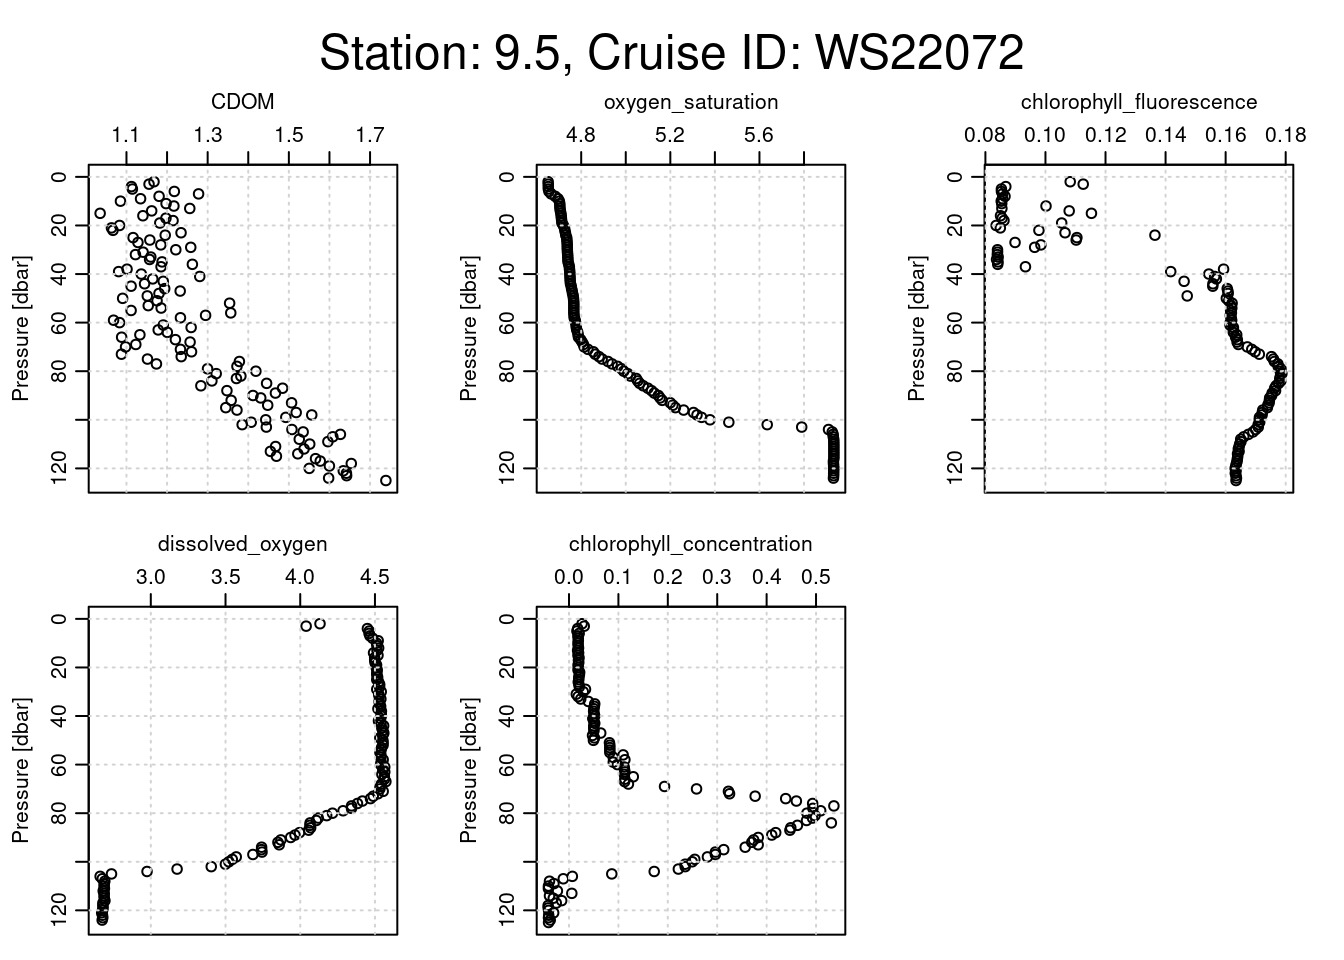 Station: 9.5, Cruise ID: WS22072
CDOM
1.1 1.3 1.5 1.7
Pressure [dbar]
0 20 40 60 80 120
oxygen_saturation
4.8 5.2 5.6
Pressure [dbar]
0 20 40 60 80 120
chlorophyll_fluorescence
0.08 0.10 0.12 0.14 0.16 0.18
Pressure [dbar]
0 20 40 60 80 120
dissolved_oxygen
3.0 3.5 4.0 4.5
Pressure [dbar]
0 20 40 60 80 120
chlorophyll_concentration
0.0 0.1 0.2 0.3 0.4 0.5
Pressure [dbar]
0 20 40 60 80 120